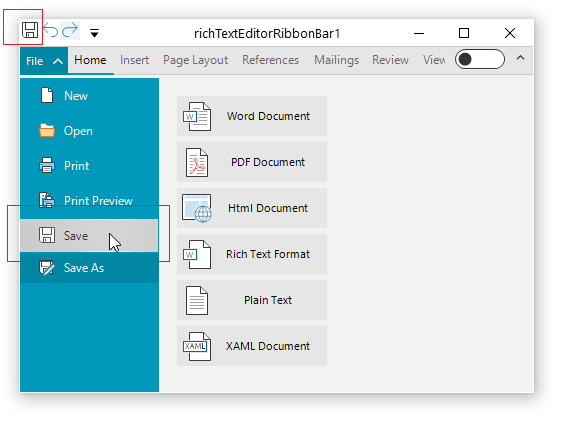 richTextEditorRibbonBar1
File Home Insert Page Layout References Mailings Review View
New
Open
Print
Print Preview
Save
Save As
Word Document
PDF Document
Html Document
Rich Text Format
Plain Text
XAML Document